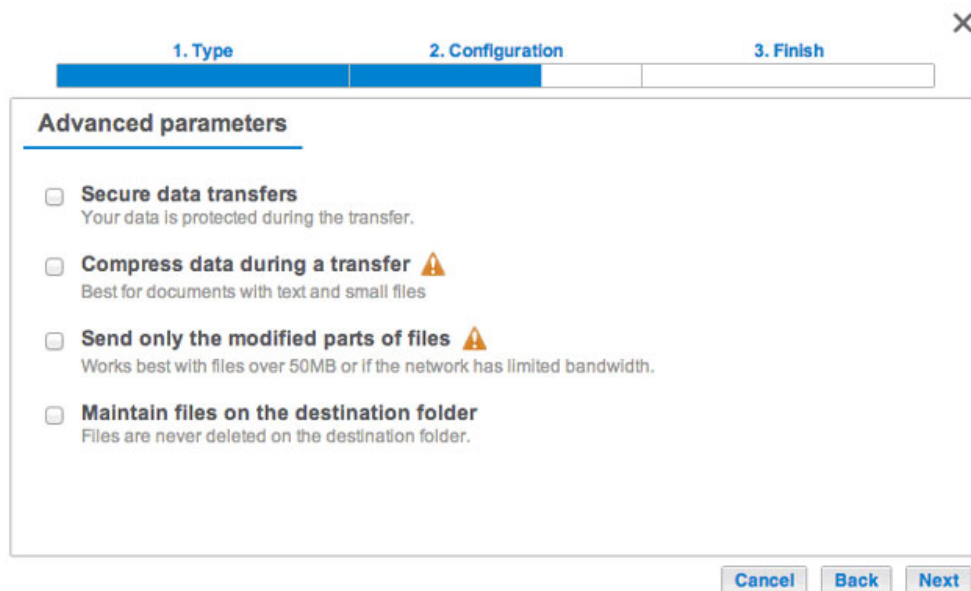 1. Type 2. Configuration 3. Finish
Advanced parameters
Secure data transfers
Your data is protected during the transfer.
Compress data during a transfer
Best for documents with text and small files
Send only the modified parts of files
Works best with files over 50MB or if the network has limited bandwidth.
Maintain files on the destination folder
Files are never deleted on the destination folder.
Cancel Back Next